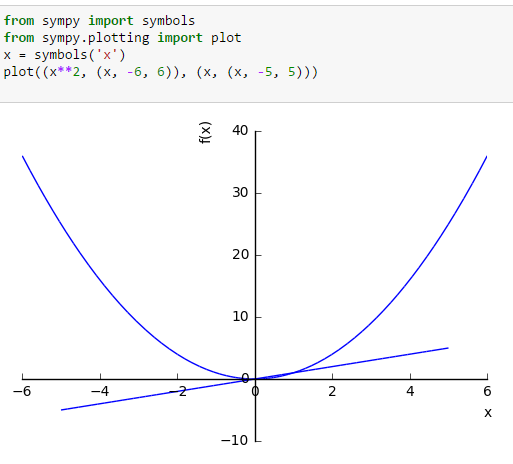 from sympy import symbols
from sympy.plotting import plot
x = symbols('x')
plot((x**2, (x, -6, 6)), (x, (x, -5, 5)))
f(x)
40
30
20
10
0
−6 −4 −2 0 2 4 6
x
−10